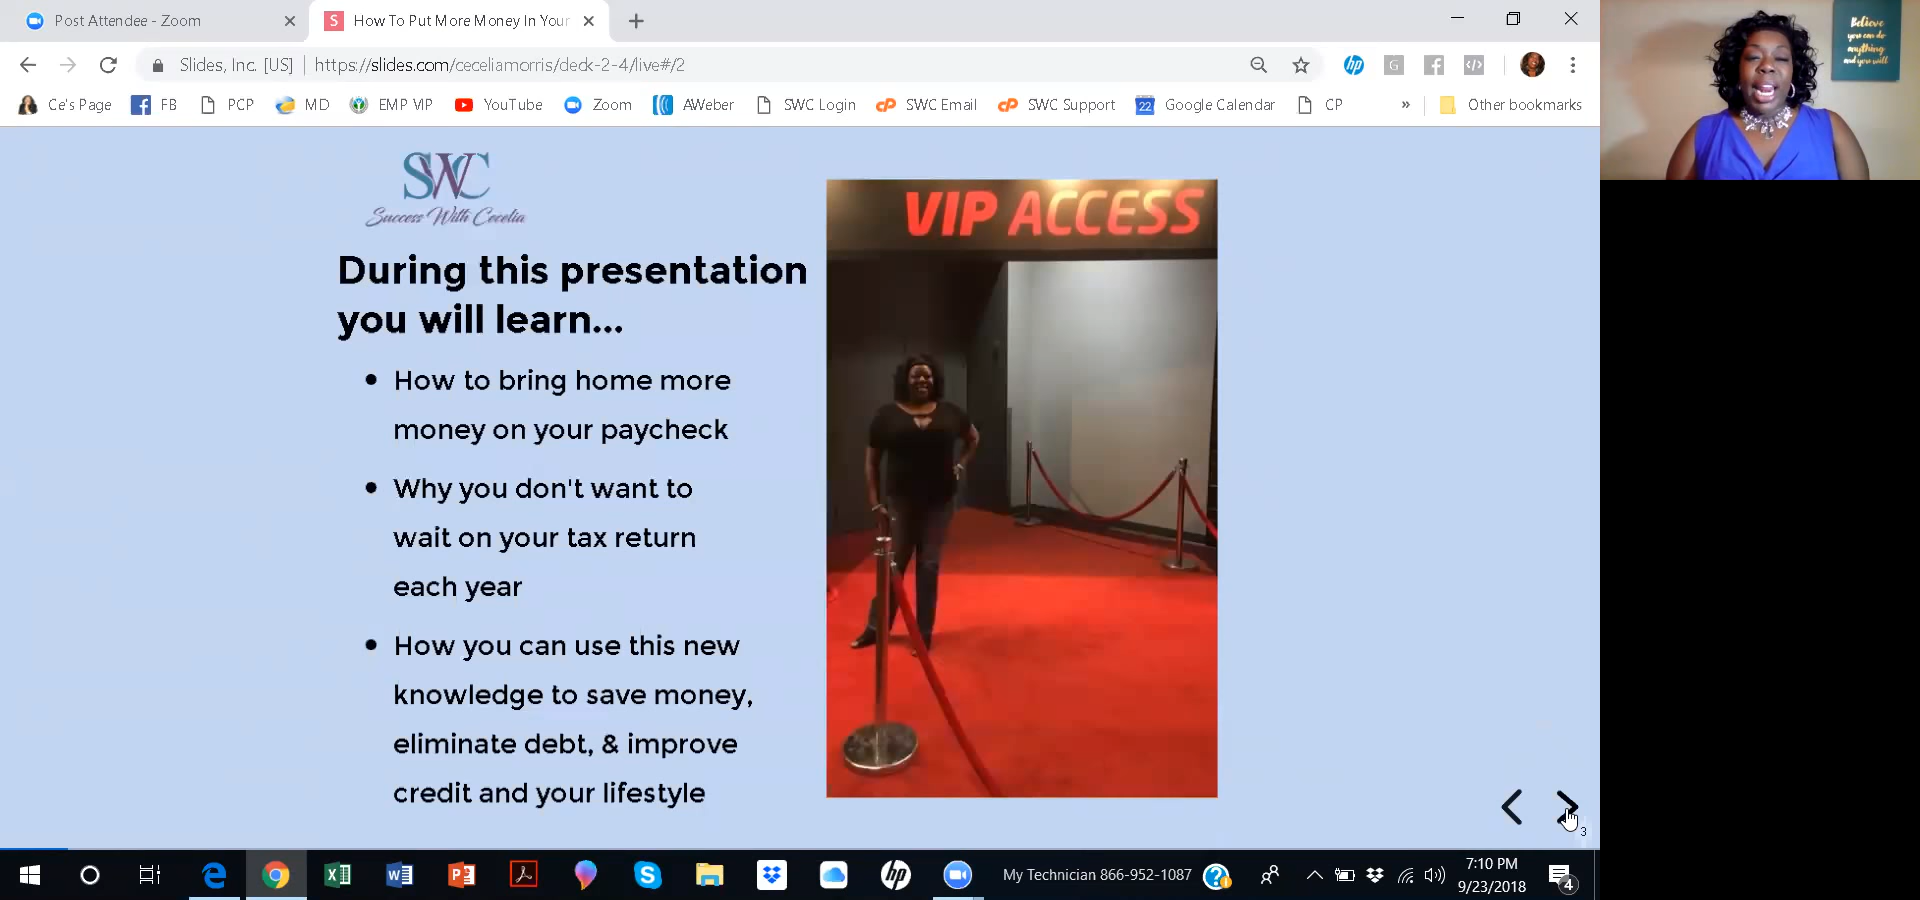 Post Attendee - Zoom
How To Put More Money In Your
Slides, Inc. [US]
https://slides.com/ceceliamorris/deck-2-4/live#/2
Ce's Page
FB
PCP
MD
EMP VIP
YouTube
Zoom
AWeber
SWC Login
SWC Email
SWC Support
22
Google Calendar
CP
»
Other bookmarks
Believe
you can do
anything
and you will
SWC
Success With Cecelia
During this presentation
you will learn...
• How to bring home more
money on your paycheck
• Why you don't want to
wait on your tax return
each year
• How you can use this new
knowledge to save money,
eliminate debt, & improve
credit and your lifestyle
VIP ACCESS
3
My Technician 866-952-1087
7:10 PM
9/23/2018
4